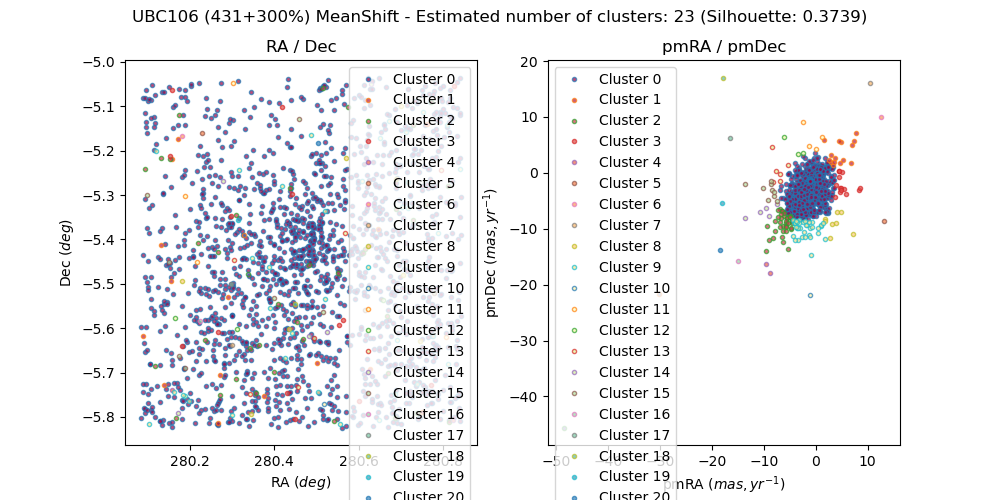 UBC106 (431+300%) MeanShift - Estimated number of clusters: 23 (Silhouette: 0.3739)
RA / Dec
−5.0
−5.1
−5.2
−5.3
−5.4
−5.5
−5.6
−5.7
−5.8
Dec (deg)
280.2
280.4
280.6
280.8
RA (deg)
Cluster 0
Cluster 1
Cluster 2
Cluster 3
Cluster 4
Cluster 5
Cluster 6
Cluster 7
Cluster 8
Cluster 9
Cluster 10
Cluster 11
Cluster 12
Cluster 13
Cluster 14
Cluster 15
Cluster 16
Cluster 17
Cluster 18
Cluster 19
Cluster 20
pmRA / pmDec
20
10
0
−10
−20
−30
−40
pmDec (mas, yr⁻¹)
−50
−20
−10
0
10
pmRA (mas, yr⁻¹)
Cluster 0
Cluster 1
Cluster 2
Cluster 3
Cluster 4
Cluster 5
Cluster 6
Cluster 7
Cluster 8
Cluster 9
Cluster 10
Cluster 11
Cluster 12
Cluster 13
Cluster 14
Cluster 15
Cluster 16
Cluster 17
Cluster 18
Cluster 19
Cluster 20